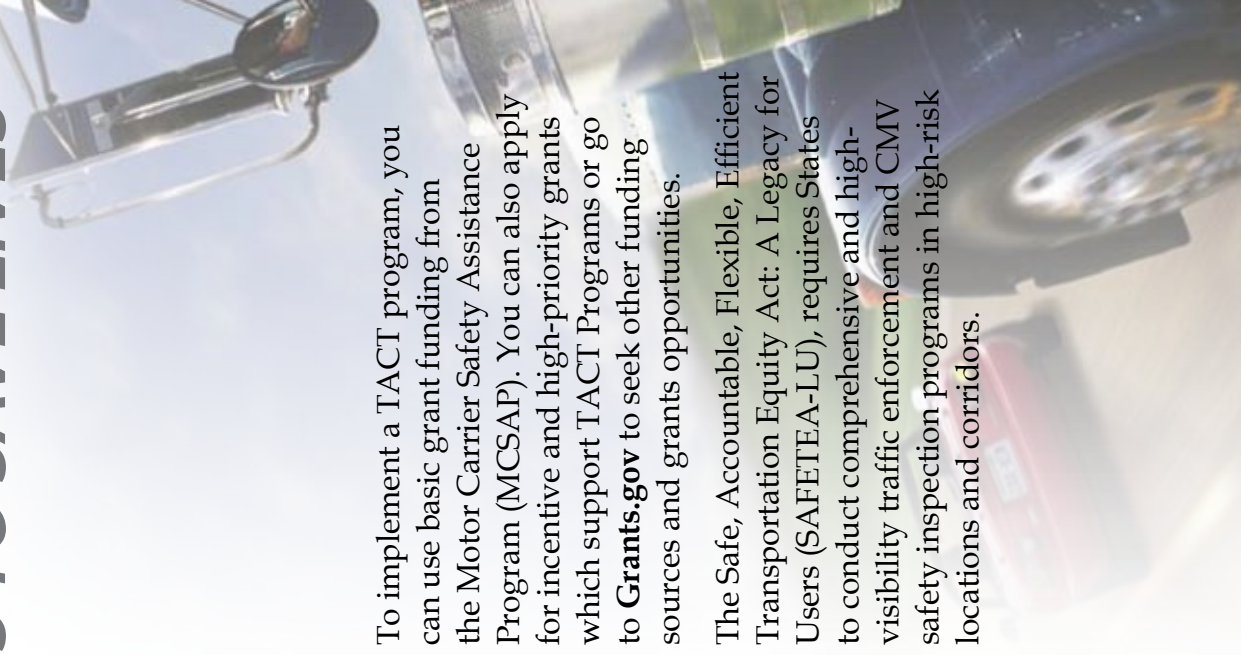 To implement a TACT program, you
can use basic grant funding from
the Motor Carrier Safety Assistance
Program (MCSAP). You can also apply
for incentive and high-priority grants
which support TACT Programs or go
to Grants.gov to seek other funding
sources and grants opportunities.
The Safe, Accountable, Flexible, Efficient
Transportation Equity Act: A Legacy for
Users (SAFETEA-LU), requires States
to conduct comprehensive and high-
visibility traffic enforcement and CMV
safety inspection programs in high-risk
locations and corridors.